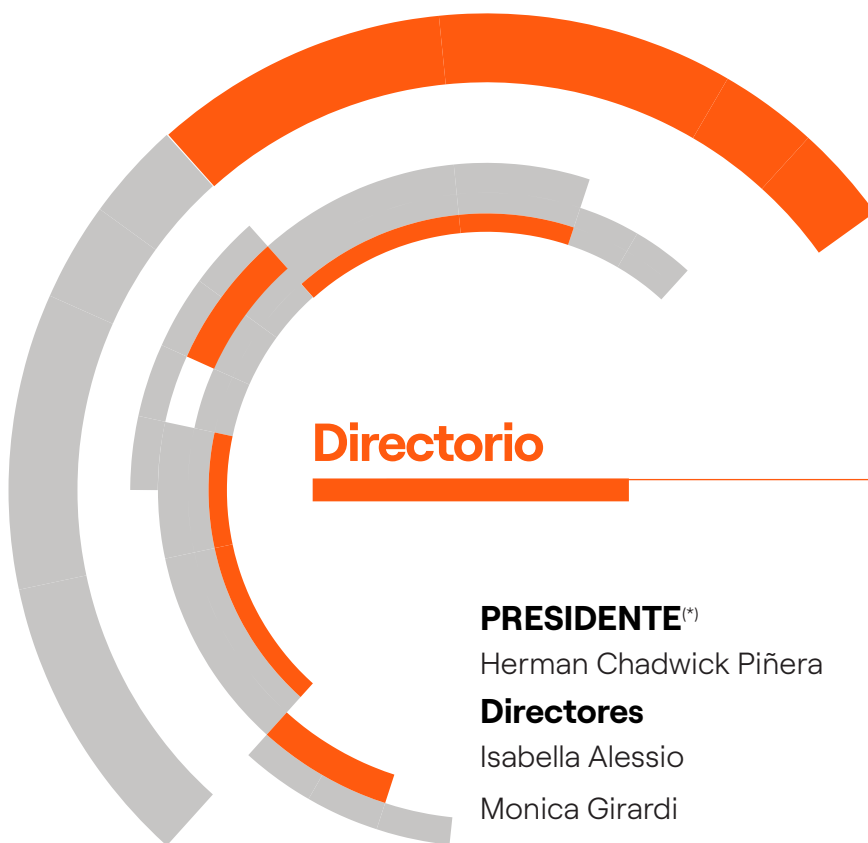 Directorio
PRESIDENTE(*)
Herman Chadwick Piñera
Directores
Isabella Alessio
Monica Girardi